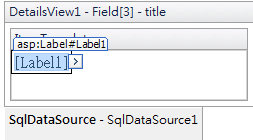 DetailsView1 - Field[3] - title
asp:Label#Label1
[Label1]
SqlDataSource - SqlDataSource1